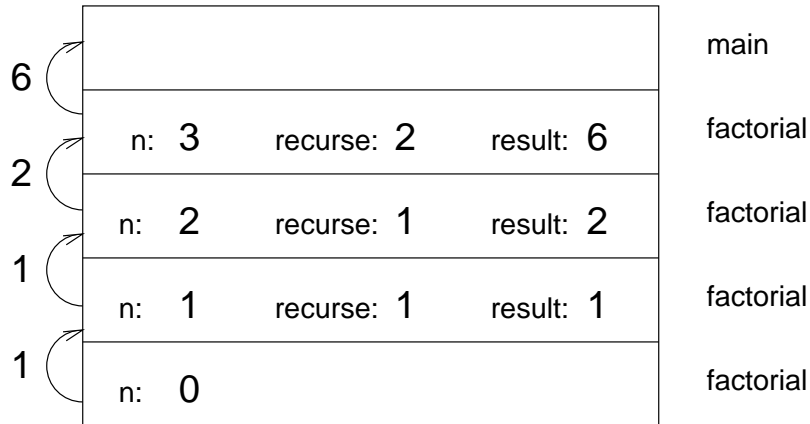 main
6
n: 3 recurse: 2 result: 6 factorial
2
n: 2 recurse: 1 result: 2 factorial
1
n: 1 recurse: 1 result: 1 factorial
1
n: 0 factorial